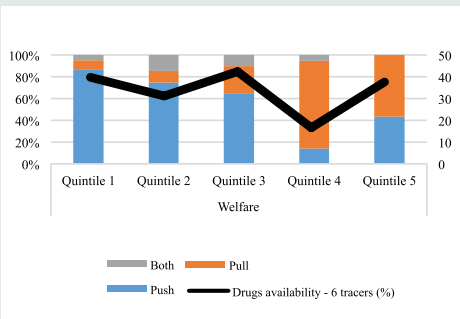 100% 50
80% 40
60% 30
40% 20
20% 10
0% 0
Quintile 1 Quintile 2 Quintile 3 Quintile 4 Quintile 5
Welfare
Both Pull
Push Drugs availability - 6 tracers (%)